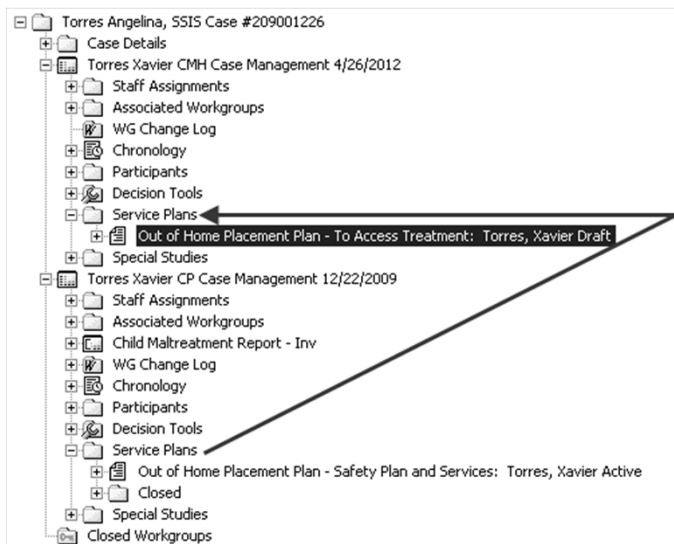 Torres Angelina, SSIS Case #209001226
Case Details
Torres Xavier CMH Case Management 4/26/2012
Staff Assignments
Associated Workgroups
WG Change Log
Chronology
Participants
Decision Tools
Service Plans
Out of Home Placement Plan - To Access Treatment: Torres, Xavier Draft
Special Studies
Torres Xavier CP Case Management 12/22/2009
Staff Assignments
Associated Workgroups
Child Maltreatment Report - Inv
WG Change Log
Chronology
Participants
Decision Tools
Service Plans
Out of Home Placement Plan - Safety Plan and Services: Torres, Xavier Active
Closed
Special Studies
Closed Workgroups